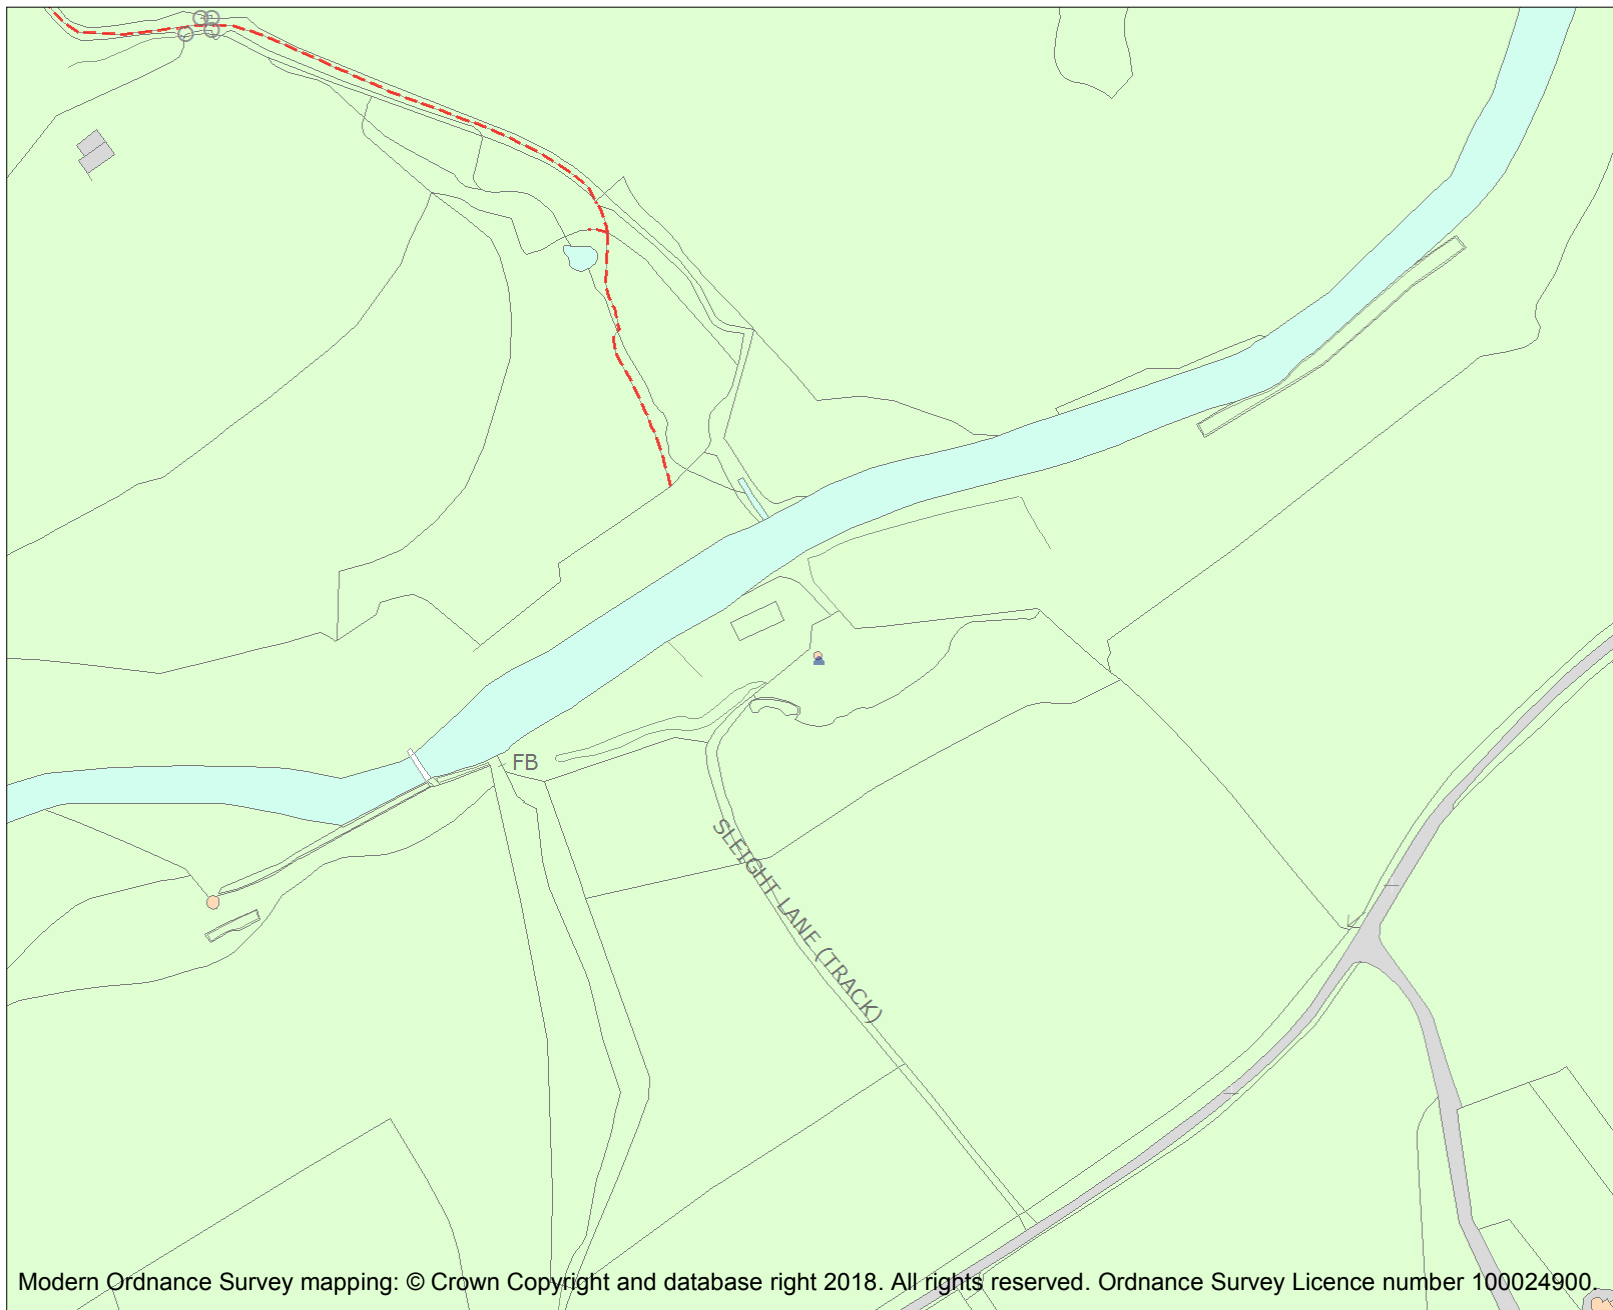 FB
SLEIGHT LANE (TRACK)
Modern Ordnance Survey mapping: © Crown Copyright and database right 2018. All rights reserved. Ordnance Survey Licence number 100024900.